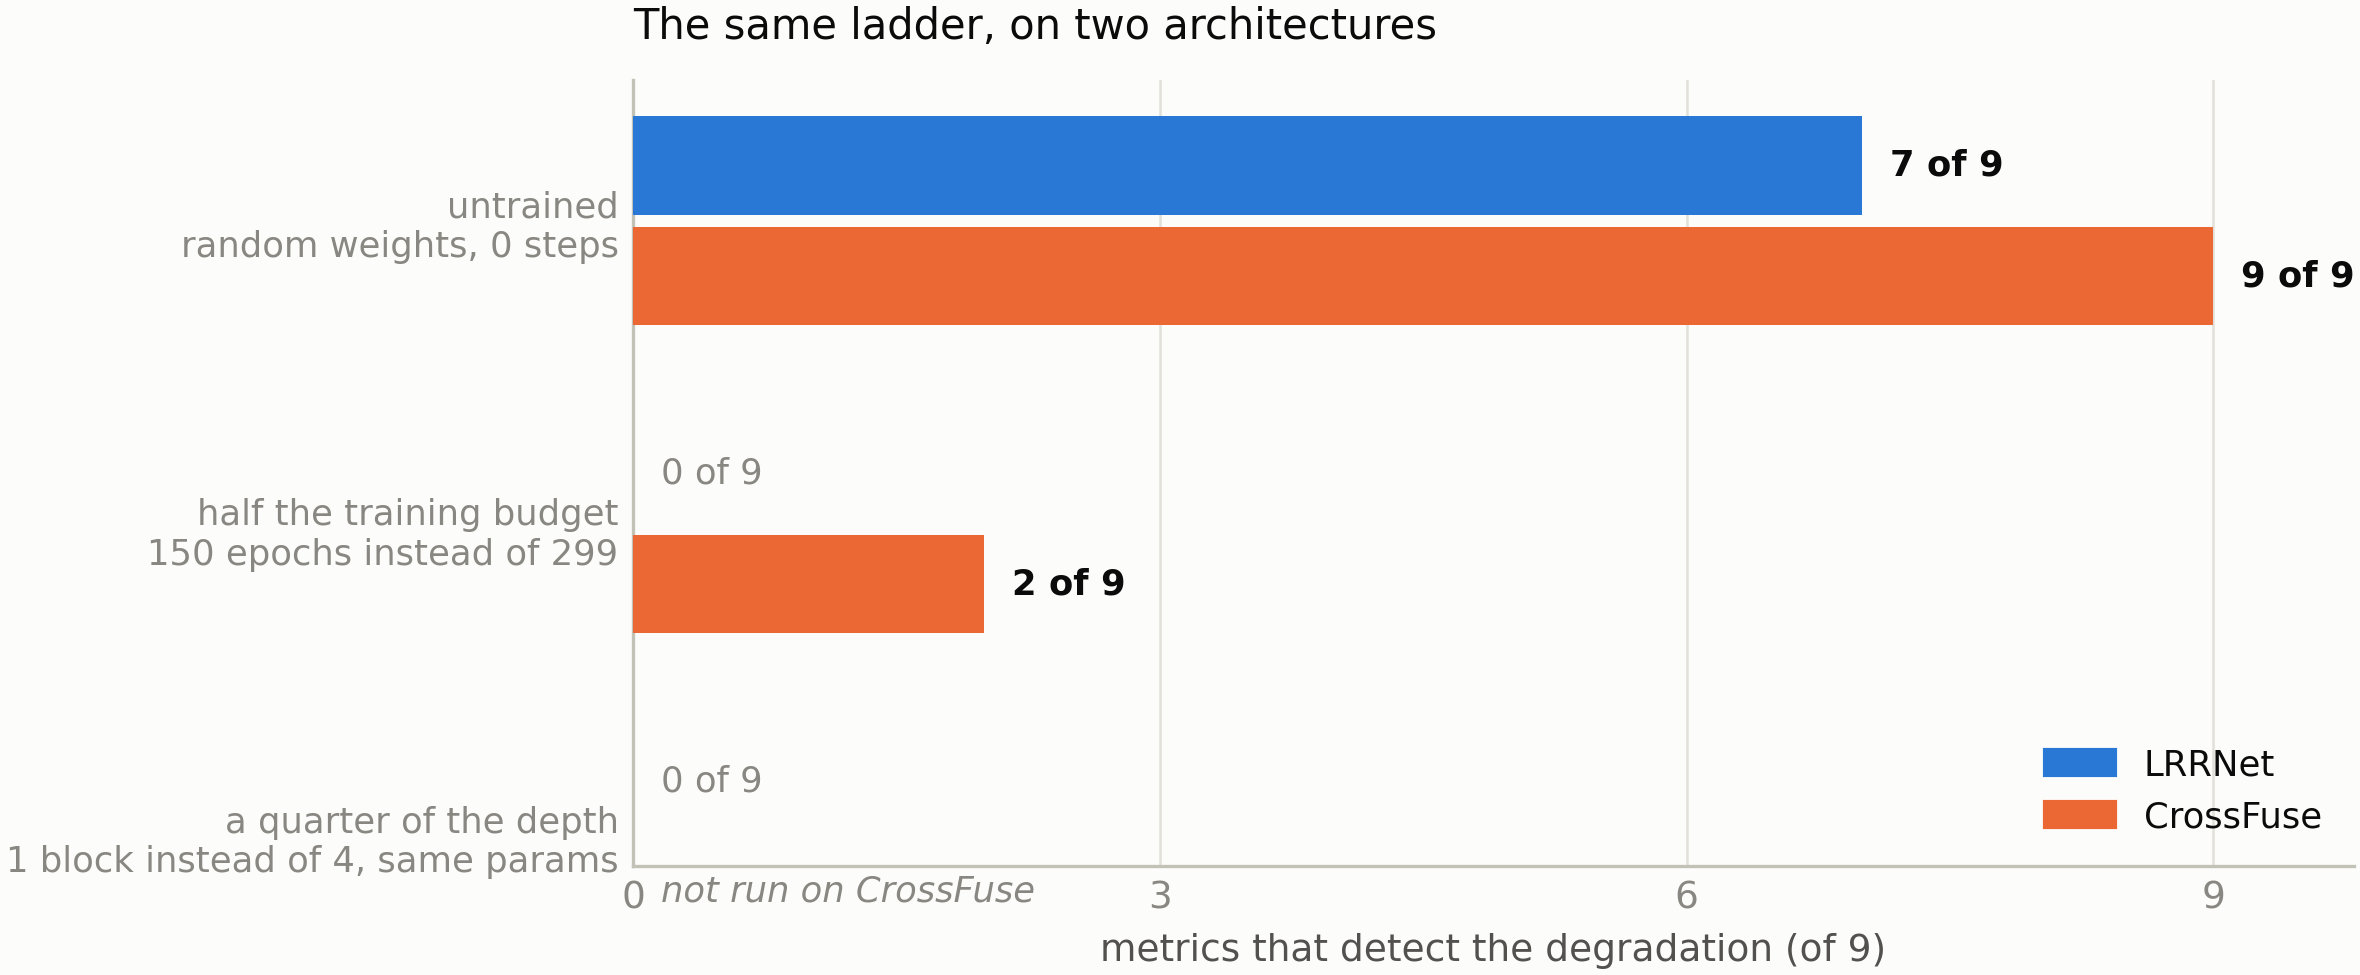 The same ladder, on two architectures
7 of 9
untrained
random weights, 0 steps
9 of 9
0 of 9
half the training budget
150 epochs instead of 299
2 of 9
0 of 9
a quarter of the depth
1 block instead of 4, same params
LRRNet
CrossFuse
not run on CrossFuse
0 3 6 9
metrics that detect the degradation (of 9)